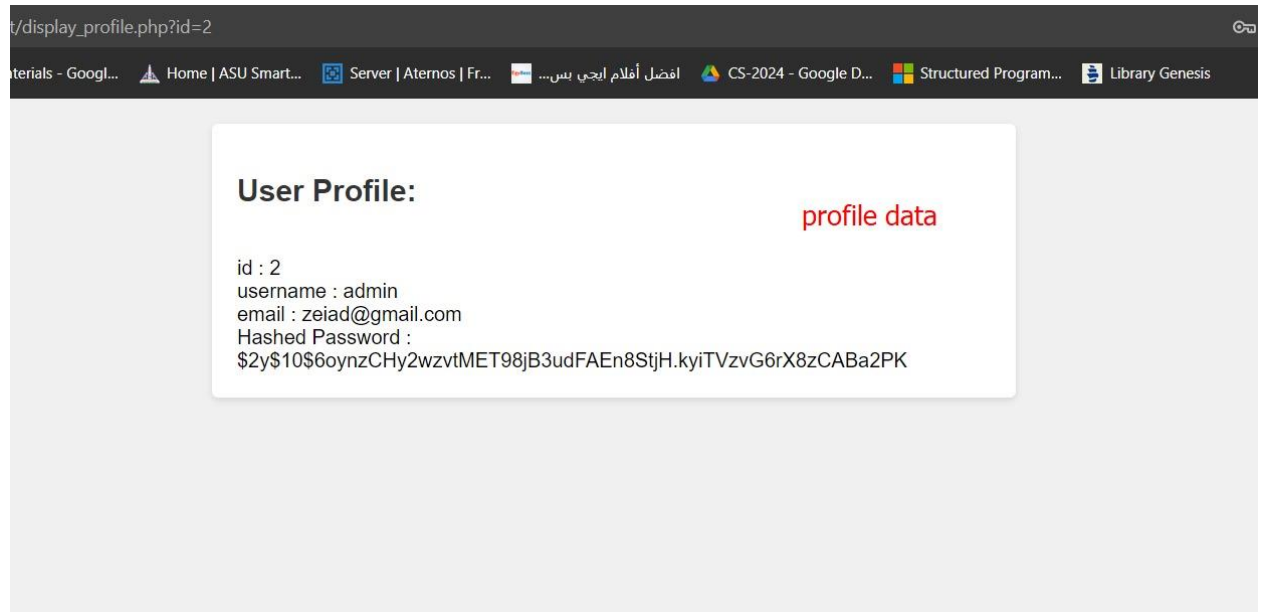 t/display_profile.php?id=2
iterials - Googl... Home | ASU Smart... Server | Aternos | Fr... افضل أفلام ايجي بس... CS-2024 - Google D... Structured Program... Library Genesis
User Profile:
profile data
id : 2
username : admin
email : zeiad@gmail.com
Hashed Password :
$2y$10$6oynzCHy2wzvtMET98jB3udFAEn8StjH.kyiTVzvG6rX8zCABa2PK